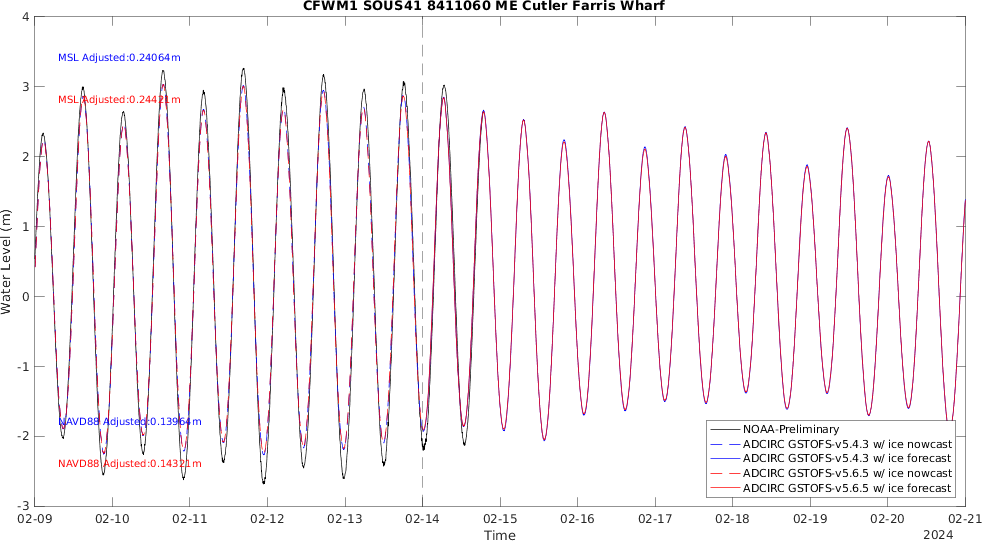 CFWM1 SOUS41 8411060 ME Cutler Farris Wharf
4
3
2
1
0
-1
-2
-3
Water Level (m)
MSL Adjusted:0.24064m
MSL Adjusted:0.24421m
NAVD88 Adjusted:0.13964m
NAVD88 Adjusted:0.14321m
NOAA-Preliminary
ADCIRC GSTOFS-v5.4.3 w/ ice nowcast
ADCIRC GSTOFS-v5.4.3 w/ ice forecast
ADCIRC GSTOFS-v5.6.5 w/ ice nowcast
ADCIRC GSTOFS-v5.6.5 w/ ice forecast
02-09 02-10 02-11 02-12 02-13 02-14 02-15 02-16 02-17 02-18 02-19 02-20 02-21
Time
2024